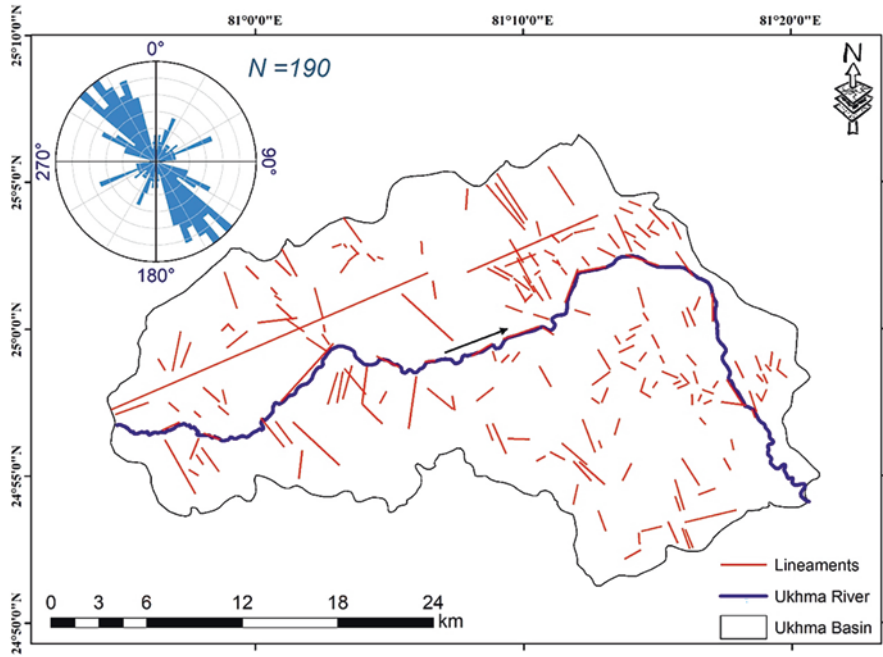 81°0'0"E 81°10'0"E 81°20'0"E
25°10'0"N
25°5'0"N
25°0'0"N
24°55'0"N
24°50'0"N
0°
N =190
270°
90°
180°
N
Lineaments
Ukhma River
Ukhma Basin
0 3 6 12 18 24
km